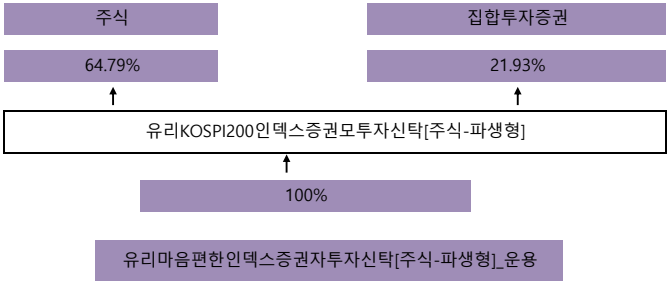 주식
집합투자증권
64.79%
21.93%
유리KOSPI200인덱스증권모투자신탁[주식-파생형]
100%
유리마음편한인덱스증권자투자신탁[주식-파생형]_운용